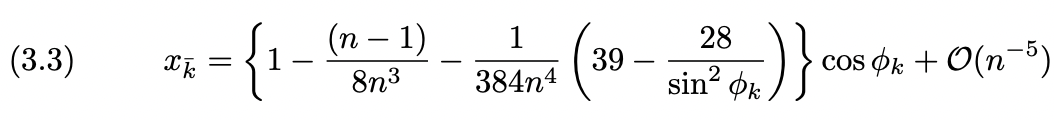 (3.3) x_{\bar{k}} = \left\{ 1 - \frac{(n-1)}{8n^3} - \frac{1}{384n^4} \left( 39 - \frac{28}{\sin^2 \phi_k} \right) \right\} \cos \phi_k + \mathcal{O}(n^{-5})